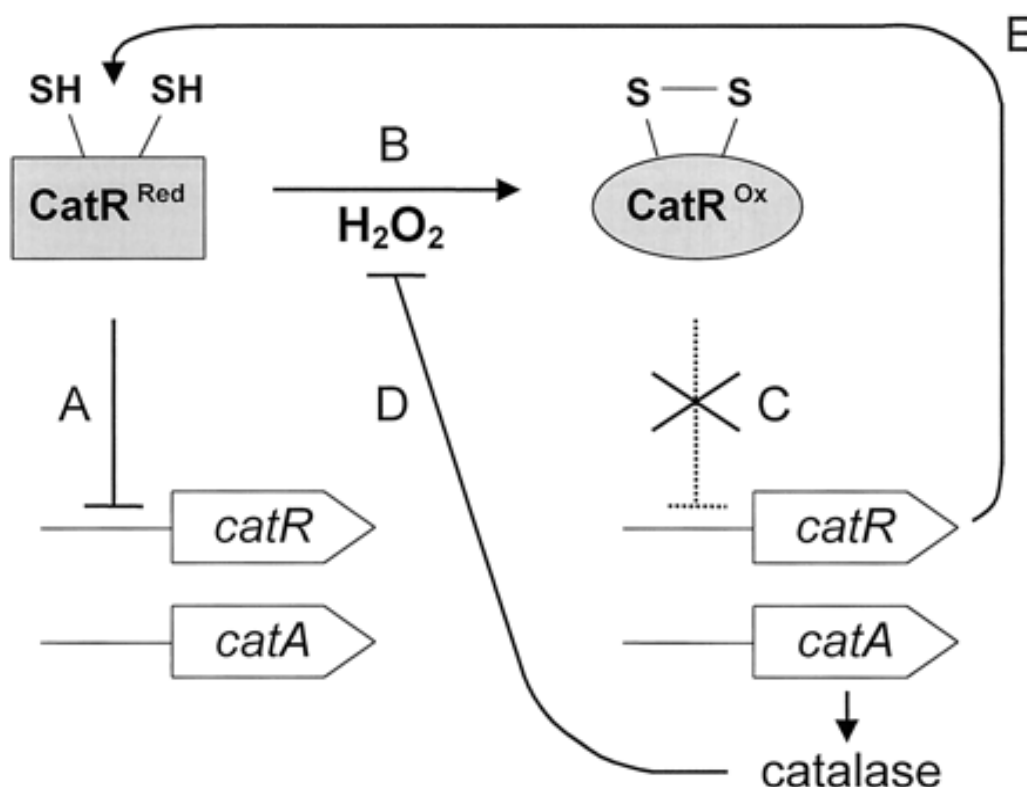 E
SH SH
S S
B
CatR Red
CatR Ox
H₂O₂
A
D
C
catR
catR
catA
catA
catalase